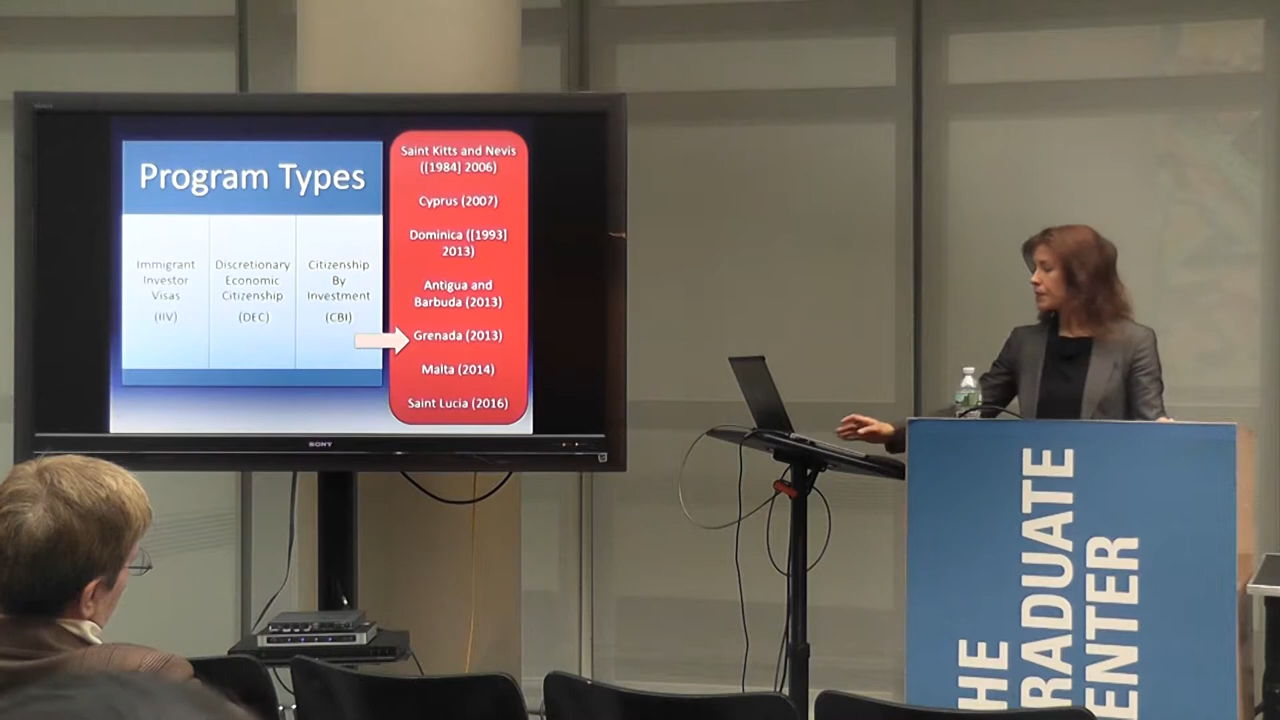 Program Types
Immigrant
Investor
Visas
(IIV)
Discretionary
Economic
Citizenship
(DEC)
Citizenship
By
Investment
(CBI)
Saint Kitts and Nevis
([1984] 2006)
Cyprus (2007)
Dominica ([1993]
2013)
Antigua and
Barbuda (2013)
Grenada (2013)
Malta (2014)
Saint Lucia (2016)
SONY
HE
RADUATE
ENTER